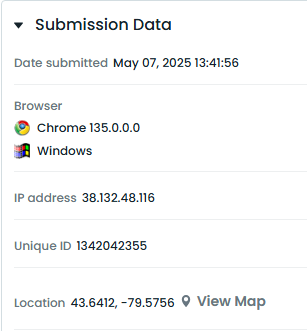 Submission Data
Date submitted May 07, 2025 13:41:56
Browser
Chrome 135.0.0.0
Windows
IP address 38.132.48.116
Unique ID 1342042355
Location 43.6412, -79.5756 View Map